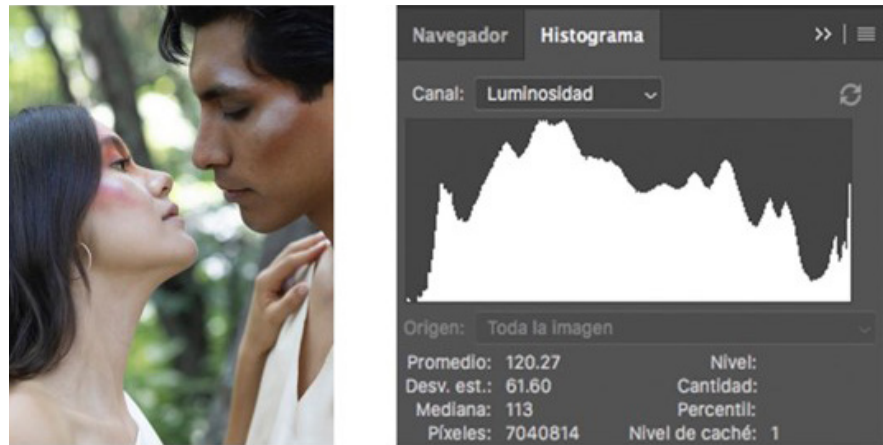 Navegador Histograma
Canal: Luminosidad
Origen: Toda la imagen
Promedio: 120.27 Nivel:
Desv. est.: 61.60 Cantidad:
Mediana: 113 Percentil:
Píxeles: 7040814 Nivel de caché: 1